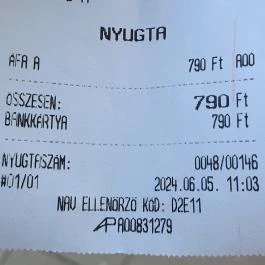 NYUGTA
ÁFA A 790 Ft A00
ÖSSZESEN: 790 Ft
BANKKÁRTYA 790 Ft
NYUGTASZÁM: 0048/00146
#01/01 2024.06.05. 11:03
NAV ELLENŐRZŐ KÓD: D2E11
AP A00831279